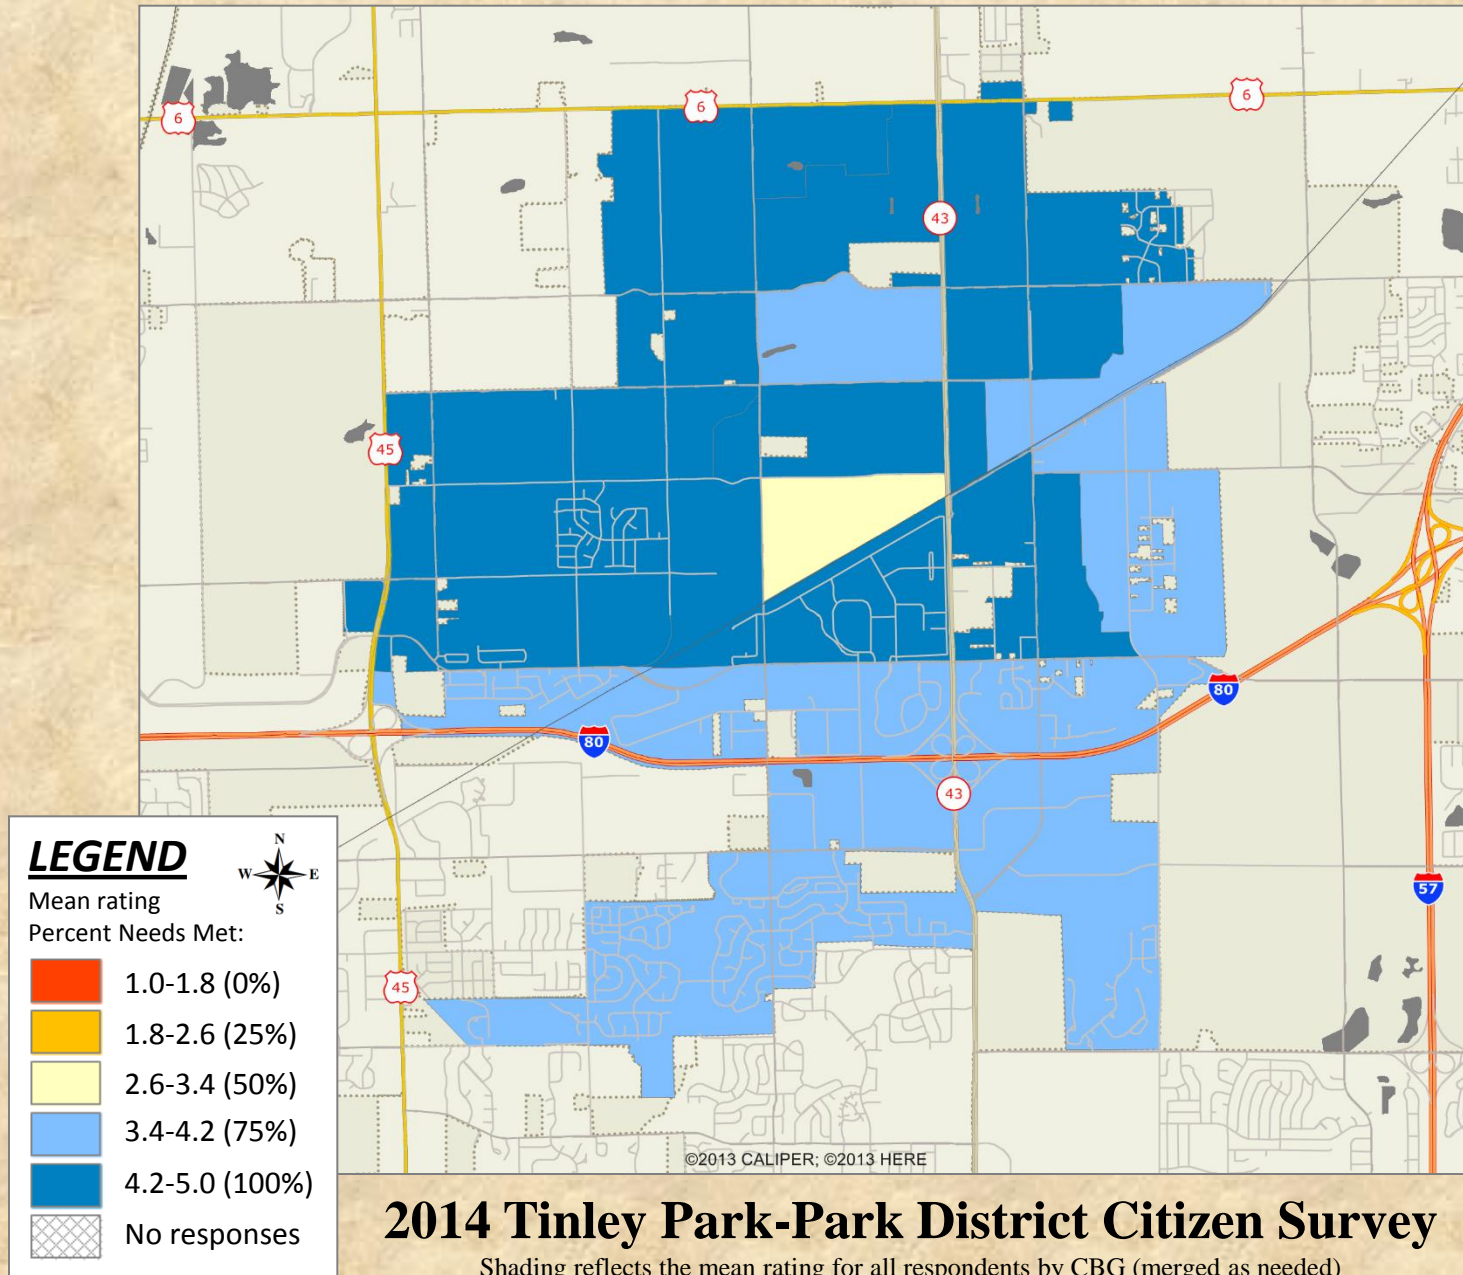 6
6
6
43
45
80
80
43
57
45
©2013 CALIPER; ©2013 HERE
LEGEND
N
W E
S
Mean rating
Percent Needs Met:
1.0-1.8 (0%)
1.8-2.6 (25%)
2.6-3.4 (50%)
3.4-4.2 (75%)
4.2-5.0 (100%)
No responses
2014 Tinley Park-Park District Citizen Survey
Shading reflects the mean rating for all respondents by CBG (merged as needed)